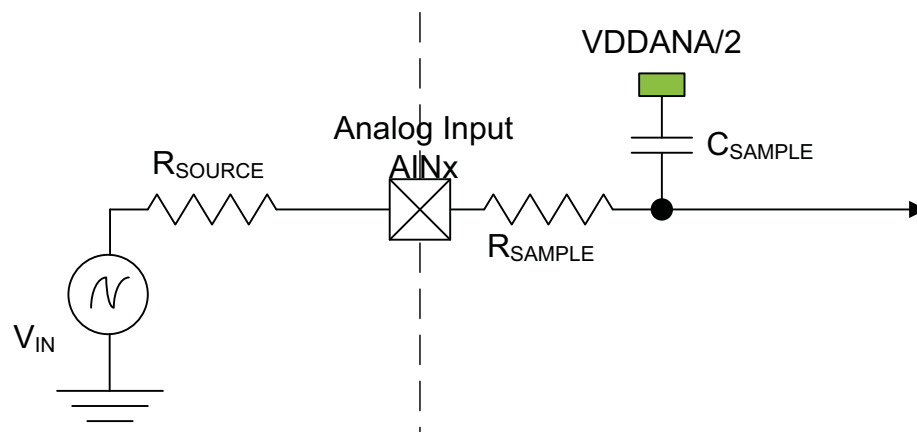 VDDANA/2
Analog Input
AINx
CSAMPLE
RSOURCE
RSAMPLE
VIN